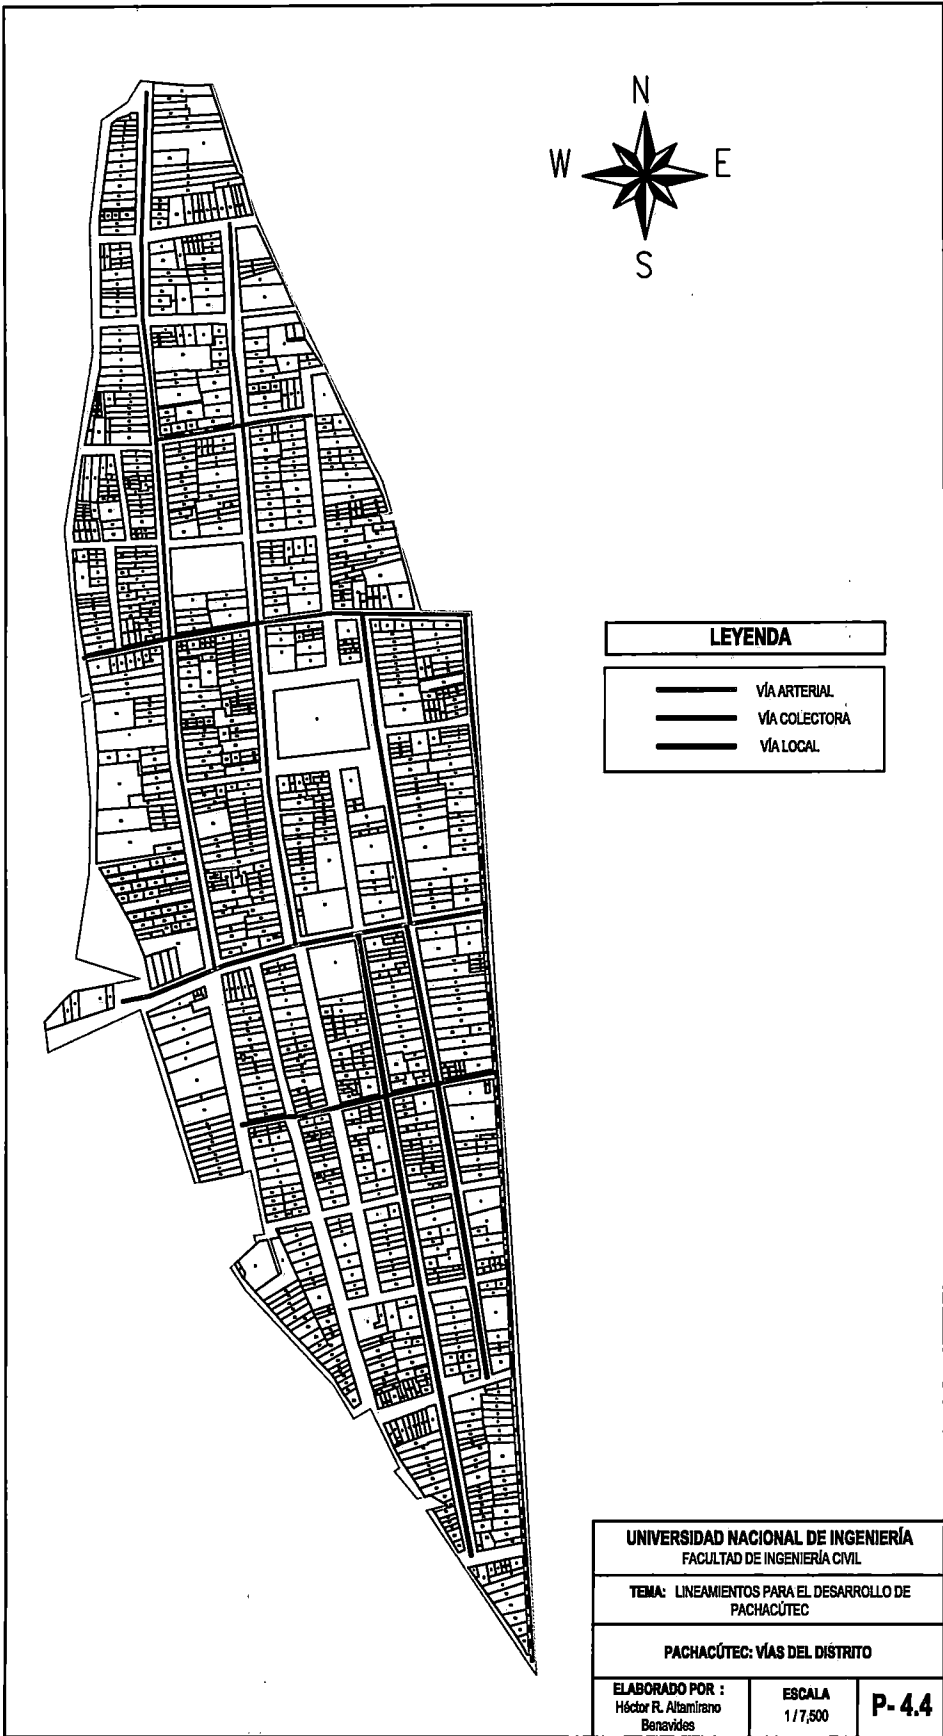 N
W
E
S
LEYENDA
VÍA ARTERIAL
VÍA COLECTORA
VÍA LOCAL
UNIVERSIDAD NACIONAL DE INGENIERÍA
FACULTAD DE INGENIERÍA CIVIL
TEMA: LINEAMIENTOS PARA EL DESARROLLO DE
PACHACÚTEC
PACHACÚTEC: VÍAS DEL DISTRITO
ELABORADO POR :
Héctor R. Altamirano
Benavides
ESCALA
1 / 7,500
P- 4.4